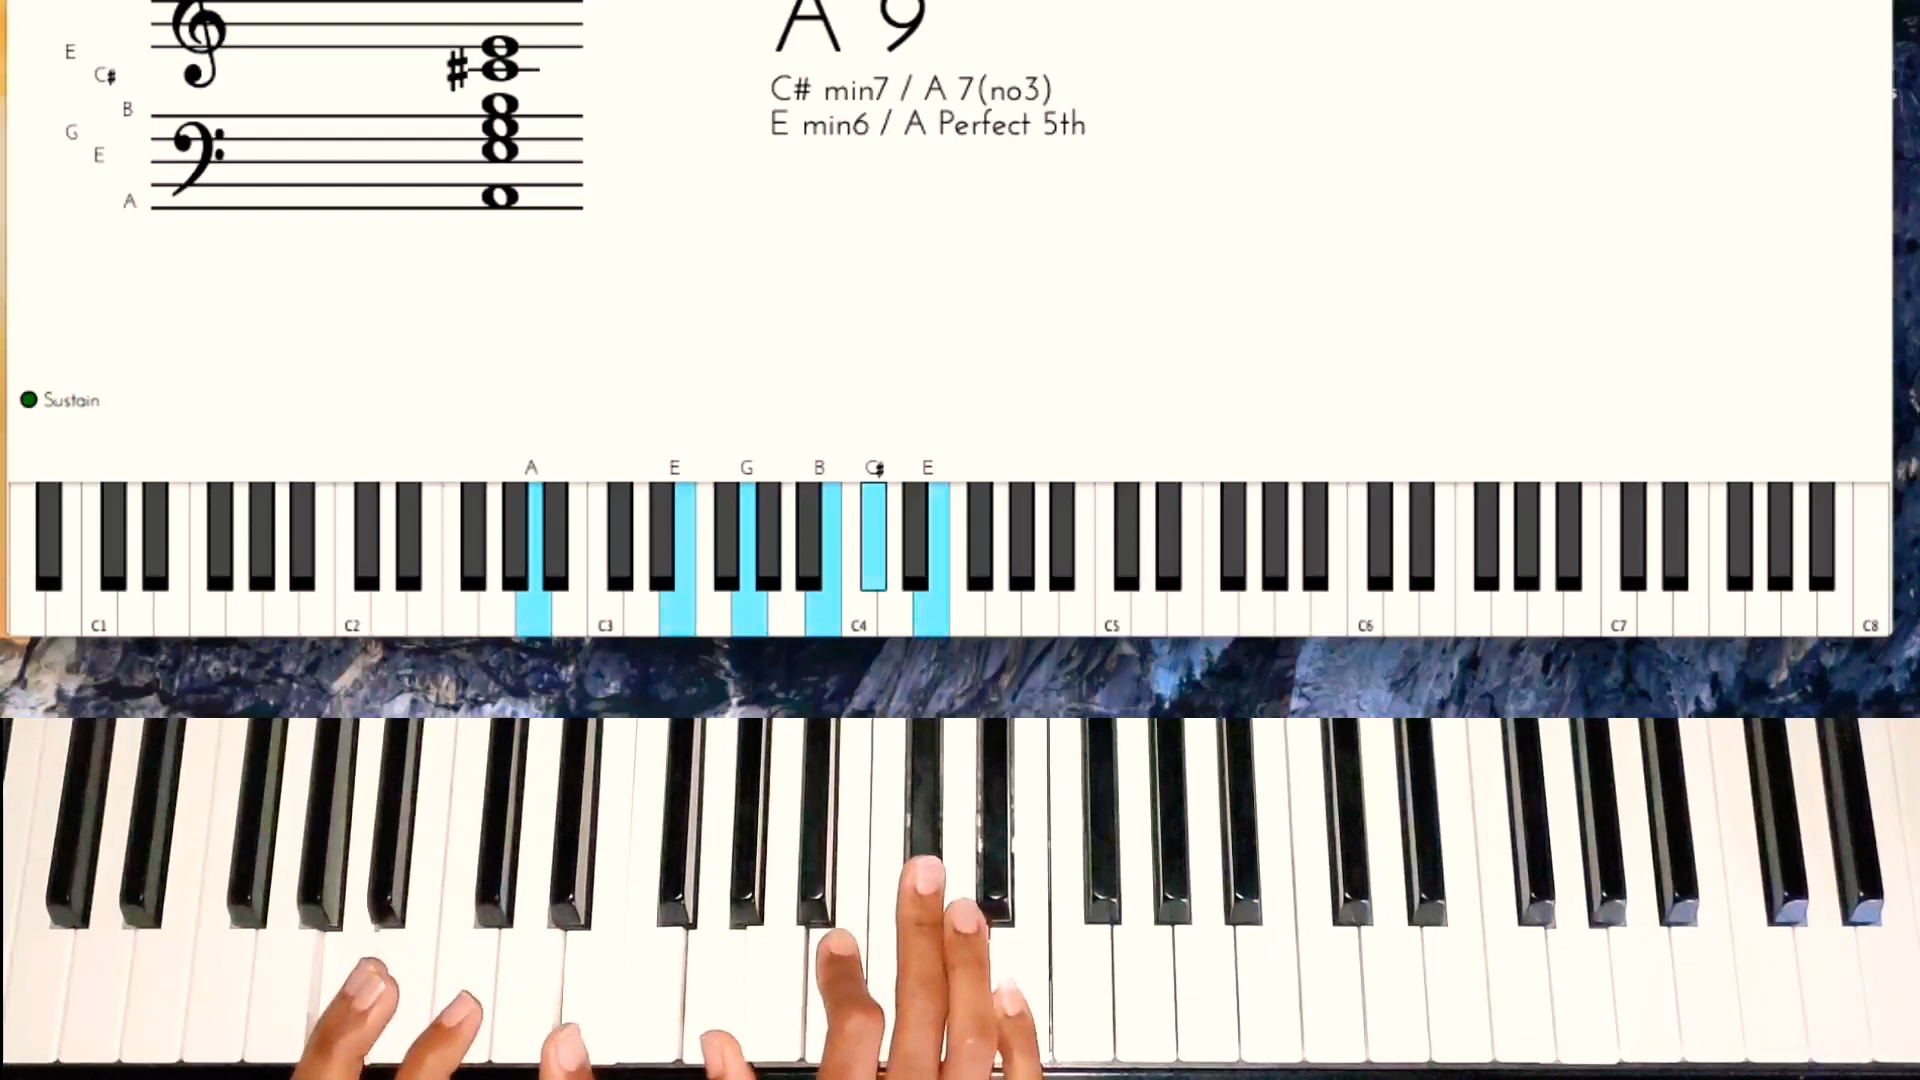 A 9
E
C#
B
G
E
A
C# min7 / A 7(no3)
E min6 / A Perfect 5th
Sustain
A E G B C# E
C1 C2 C3 C4 C5 C6 C7 C8